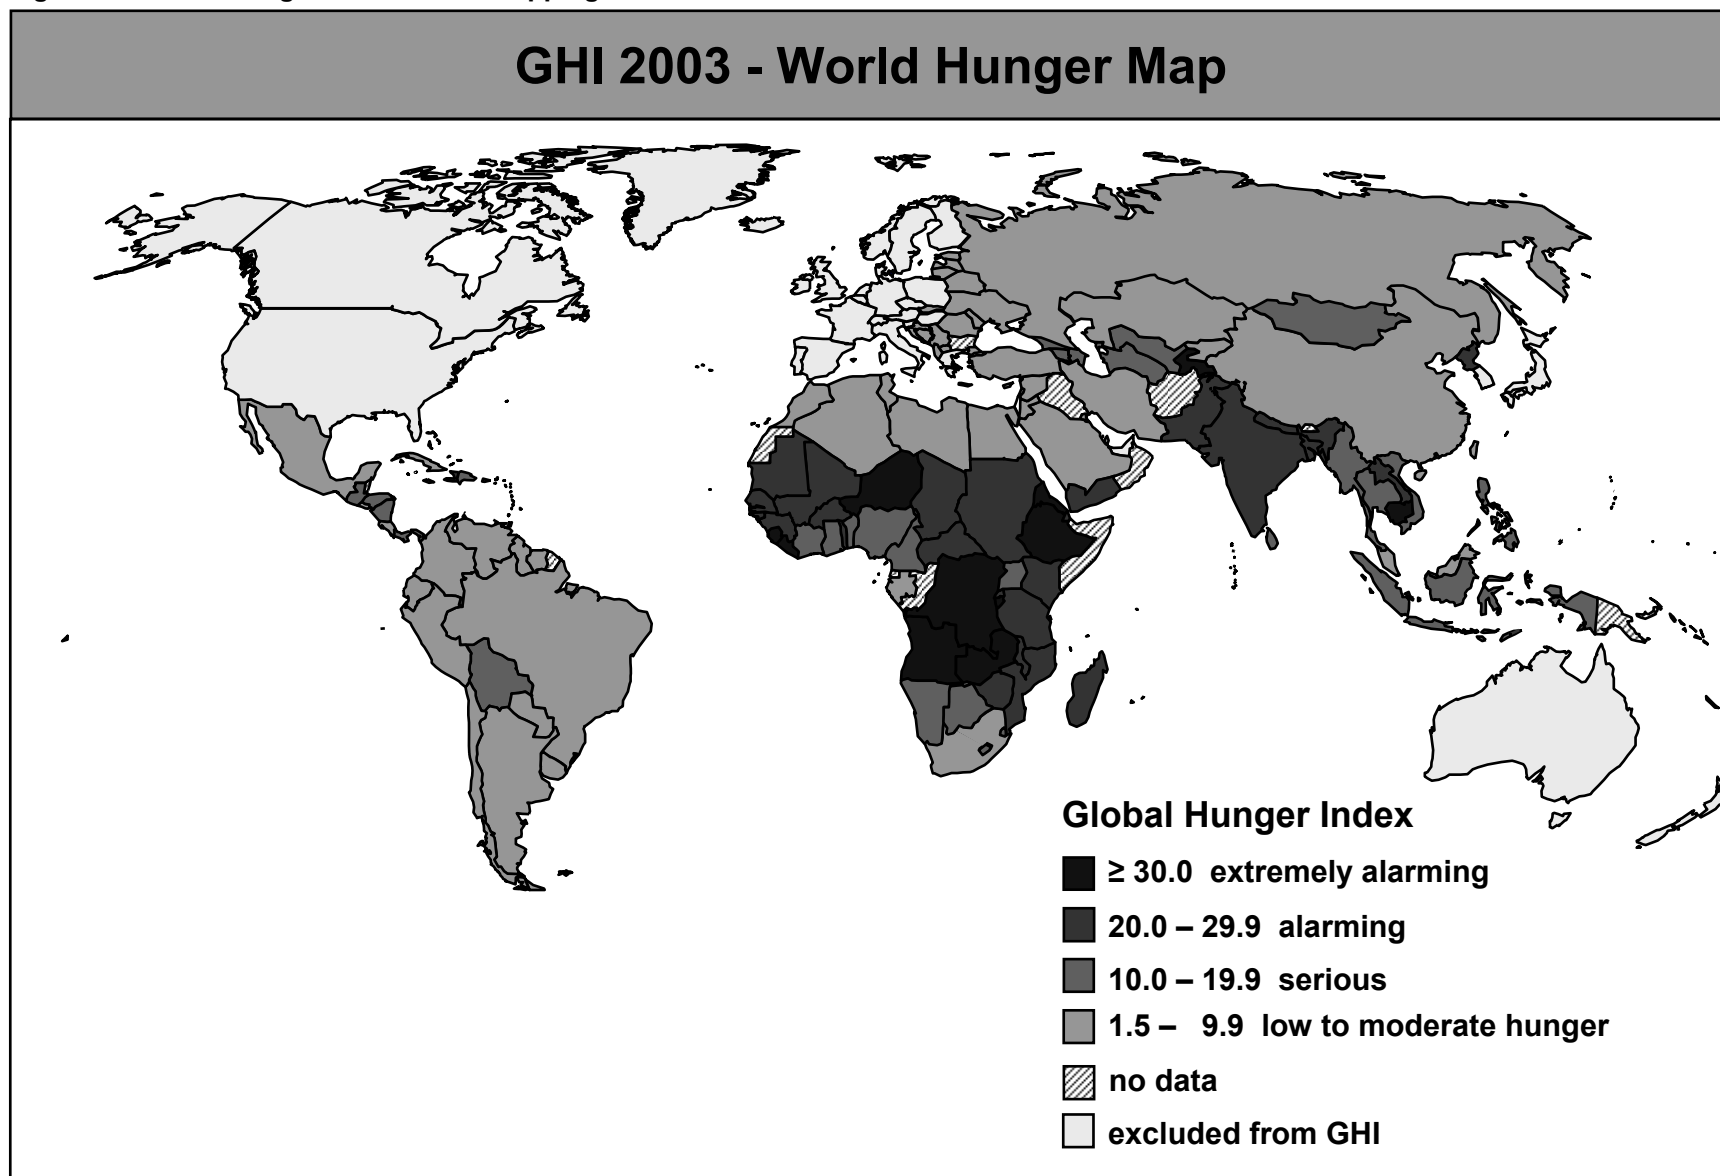 GHI 2003 - World Hunger Map
Global Hunger Index
≥ 30.0 extremely alarming
20.0 – 29.9 alarming
10.0 – 19.9 serious
1.5 – 9.9 low to moderate hunger
no data
excluded from GHI